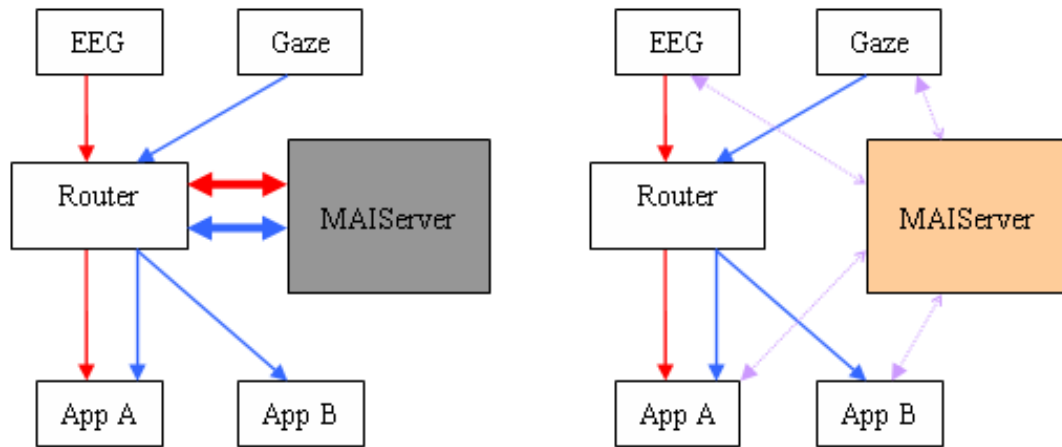 EEG
Gaze
Router
MAIServer
App A
App B
EEG
Gaze
Router
MAIServer
App A
App B